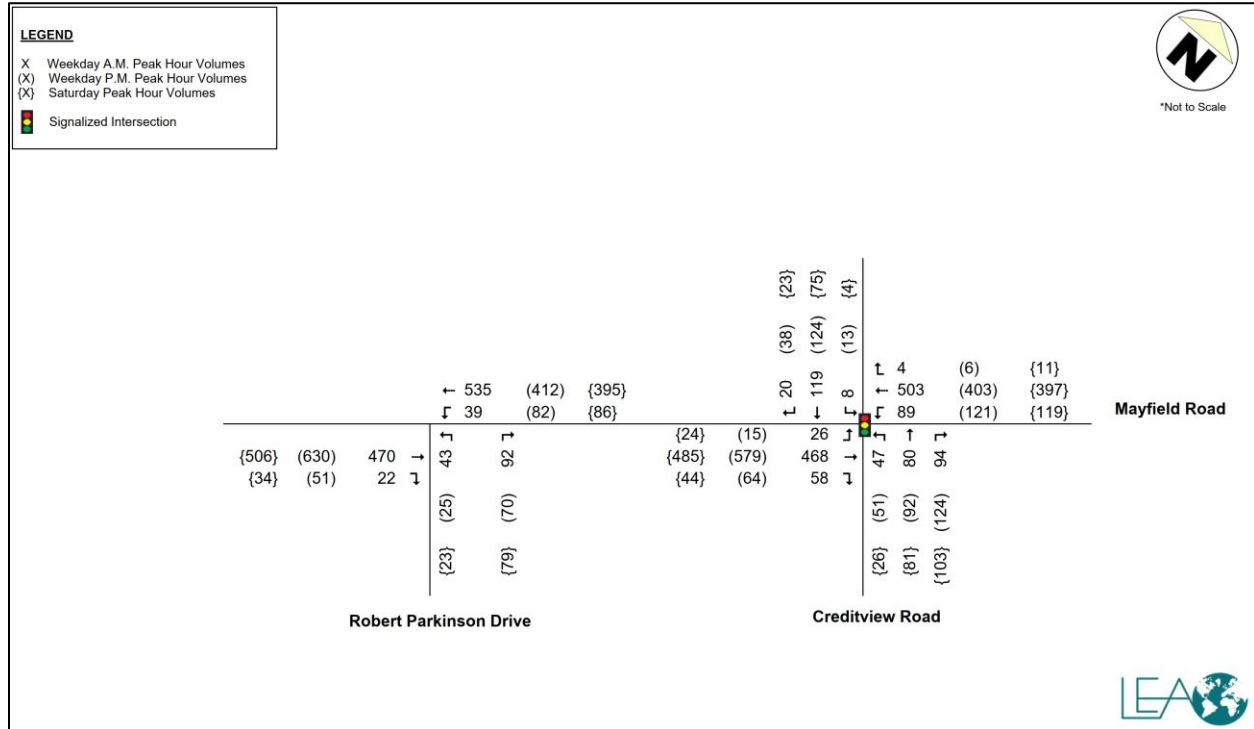 LEGEND
X Weekday A.M. Peak Hour Volumes
(X) Weekday P.M. Peak Hour Volumes
{X} Saturday Peak Hour Volumes
Signalized Intersection
N
*Not to Scale
{23} {75} {4}
(38) (124) (13)
20 119 8
4 (6) {11}
503 (403) {397}
89 (121) {119}
Mayfield Road
535 (412) {395}
39 (82) {86}
{506} (630) 470
{34} (51) 22
43 92
(25) (70)
{23} {79}
{24} (15) 26
{485} (579) 468
{44} (64) 58
47 80 94
(51) (92) (124)
{26} {81} {103}
Robert Parkinson Drive
Creditview Road
LEA